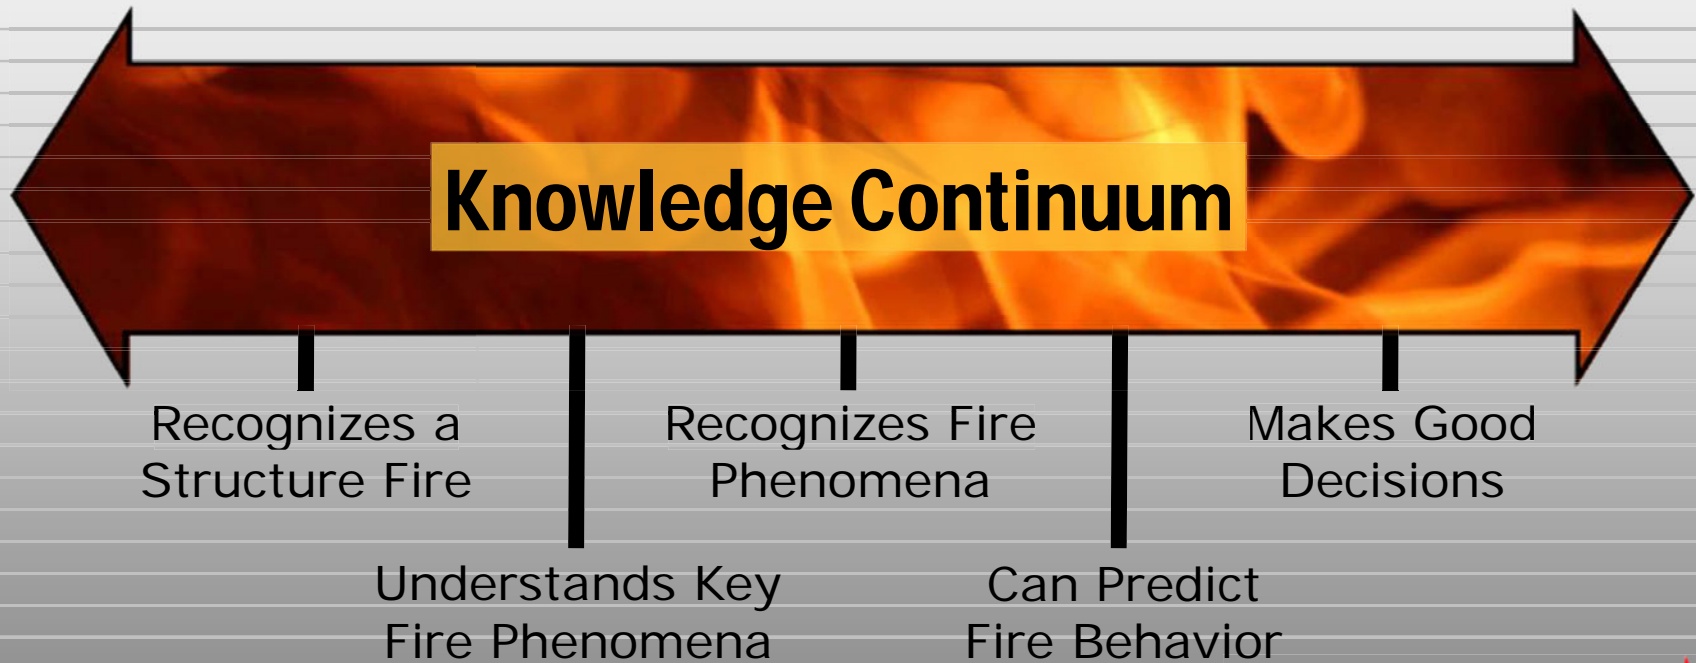 Knowledge Continuum
Recognizes a
Structure Fire
Understands Key
Fire Phenomena
Recognizes Fire
Phenomena
Can Predict
Fire Behavior
Makes Good
Decisions